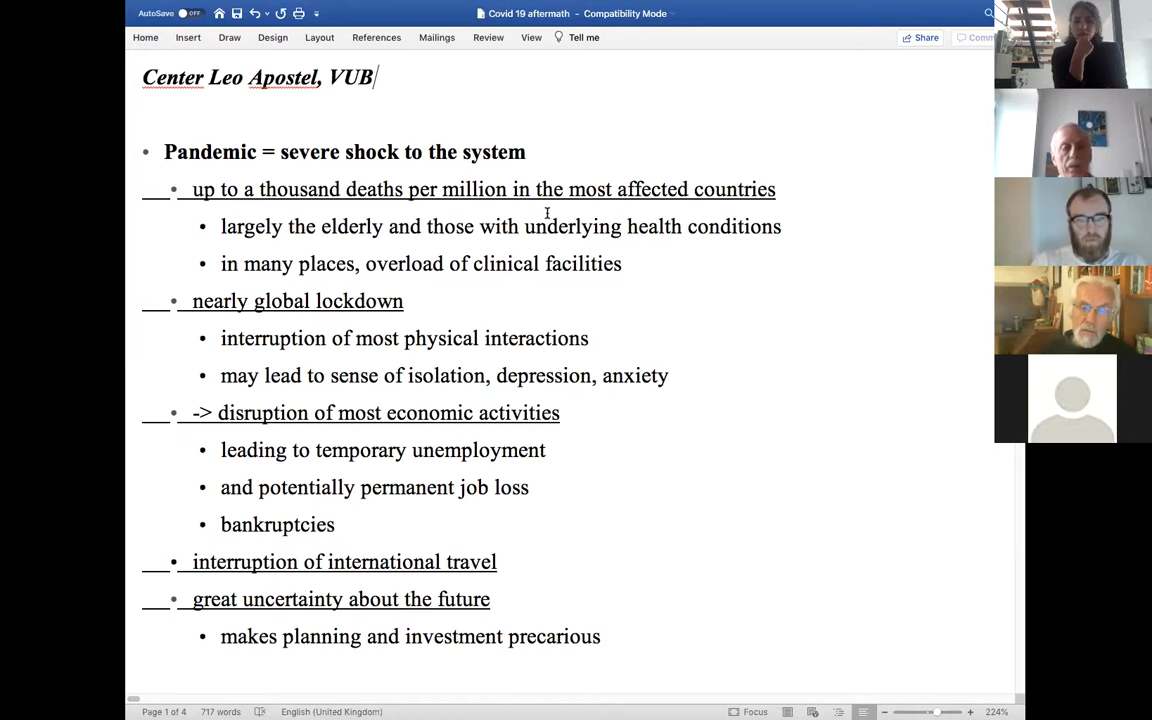 AutoSave OFF
Covid 19 aftermath - Compatibility Mode
Home Insert Draw Design Layout References Mailings Review View Tell me Share Comm
Center Leo Apostel, VUB
• Pandemic = severe shock to the system
• up to a thousand deaths per million in the most affected countries
• largely the elderly and those with underlying health conditions
• in many places, overload of clinical facilities
• nearly global lockdown
• interruption of most physical interactions
• may lead to sense of isolation, depression, anxiety
• -> disruption of most economic activities
• leading to temporary unemployment
• and potentially permanent job loss
• bankruptcies
• interruption of international travel
• great uncertainty about the future
• makes planning and investment precarious
Page 1 of 4 717 words English (United Kingdom) Focus 224%